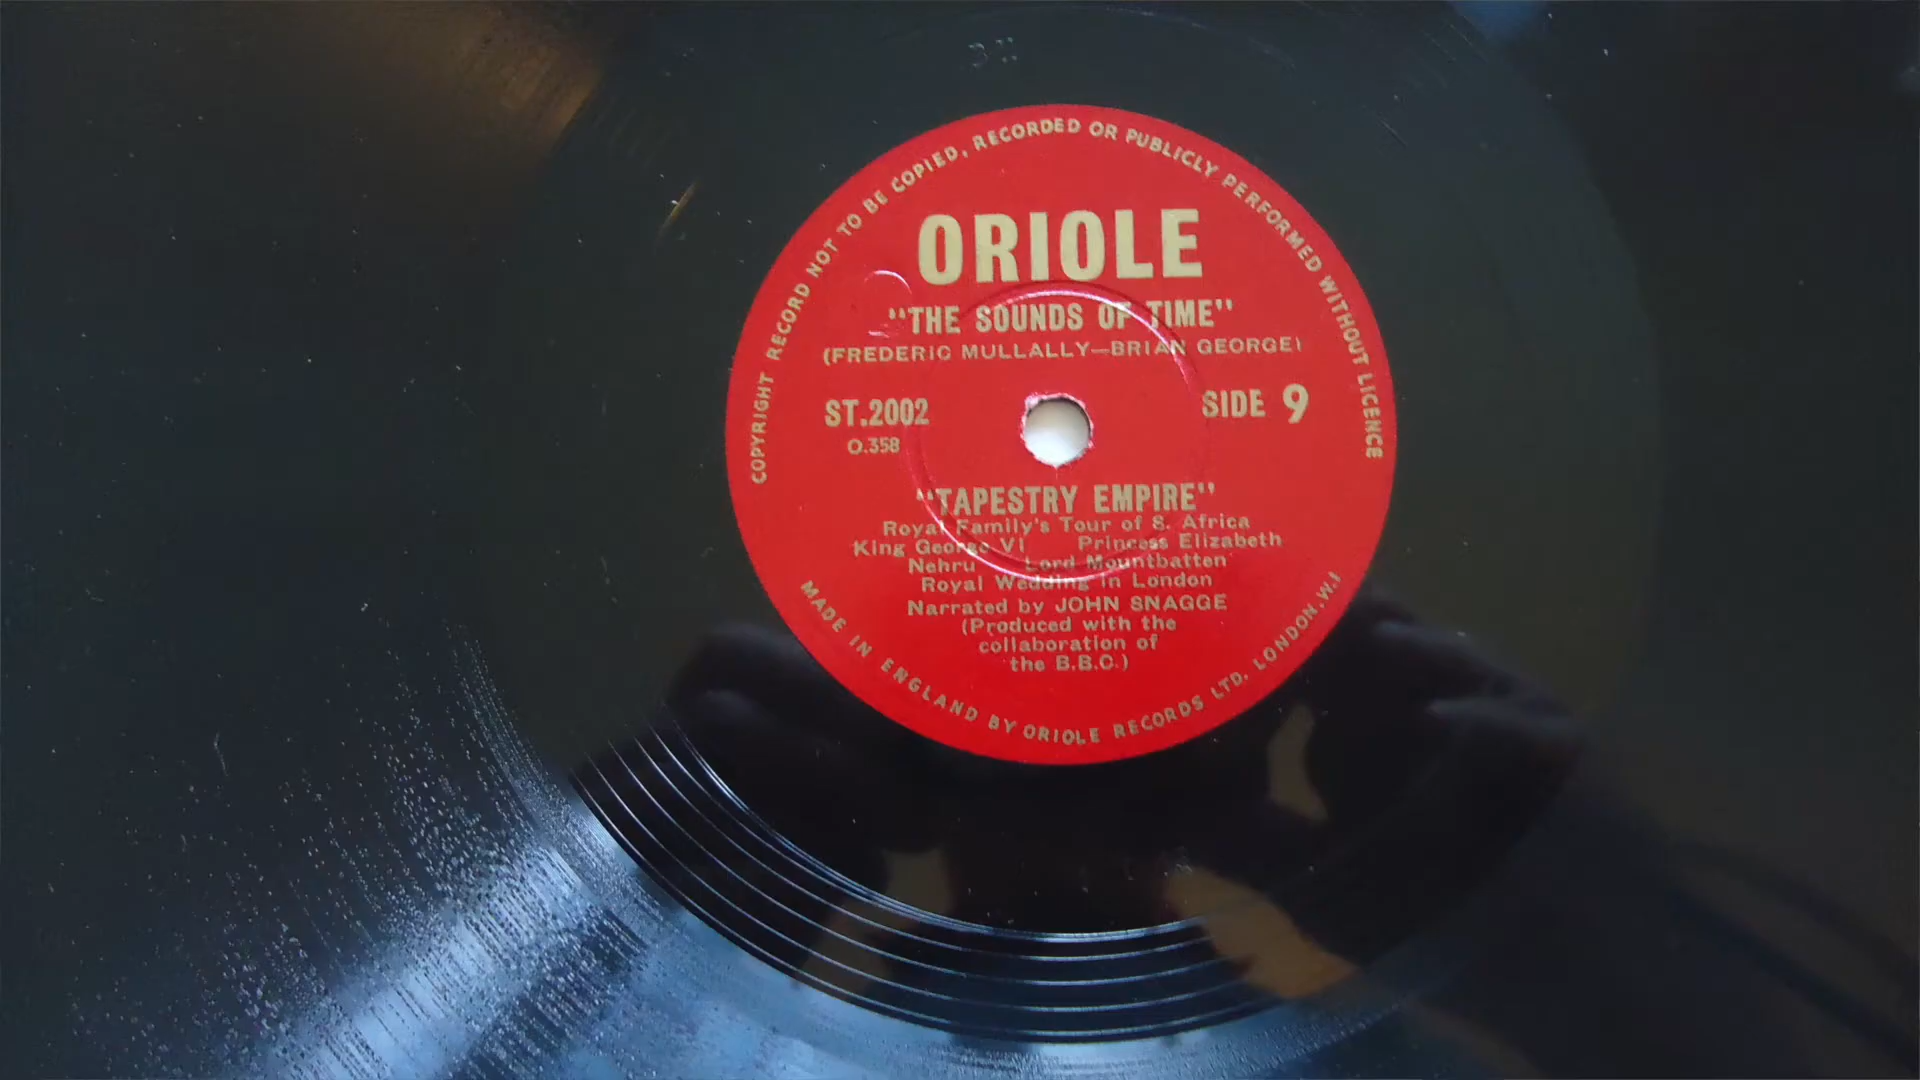 COPYRIGHT RECORD NOT TO BE COPIED, RECORDED OR PUBLICLY PERFORMED WITHOUT LICENCE
ORIOLE
"THE SOUNDS OF TIME"
(FREDERIC MULLALLY—BRIAN GEORGE)
ST.2002 SIDE 9
O.358
"TAPESTRY EMPIRE"
Royal Family's Tour of S. Africa
King George VI Princess Elizabeth
Nehru Lord Mountbatten
Royal Wedding in London
Narrated by JOHN SNAGGE
(Produced with the
collaboration of
the B.B.C.)
MADE IN ENGLAND BY ORIOLE RECORDS LTD. LONDON.W.1